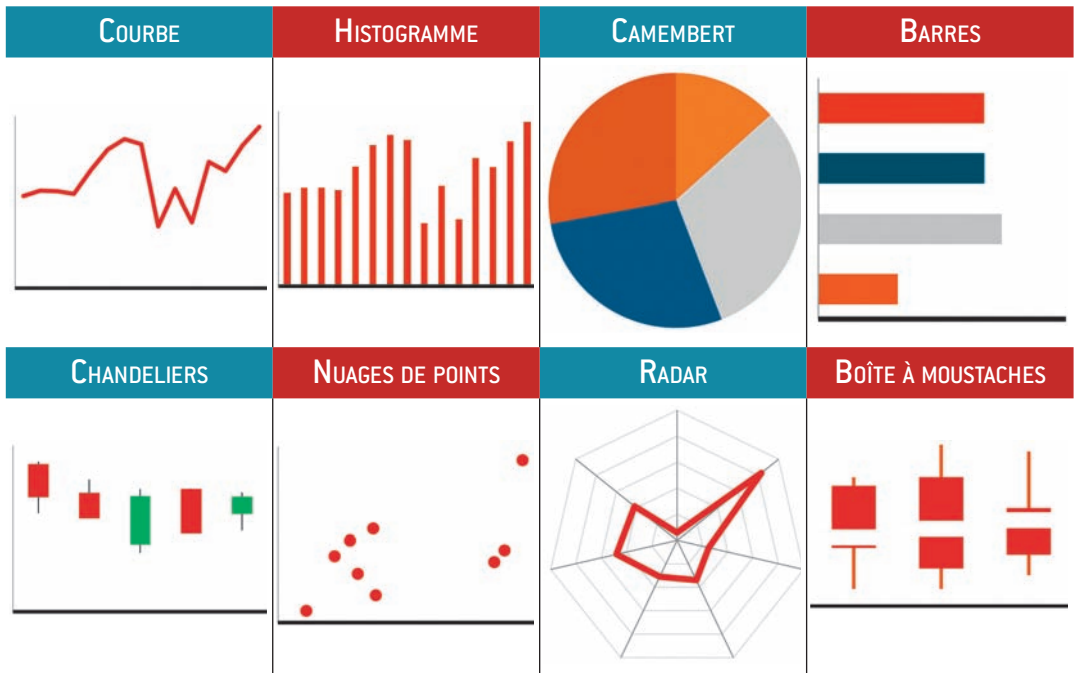 Courbe
Histogramme
Camembert
Barres
Chandeliers
Nuages de points
Radar
Boîte à moustaches